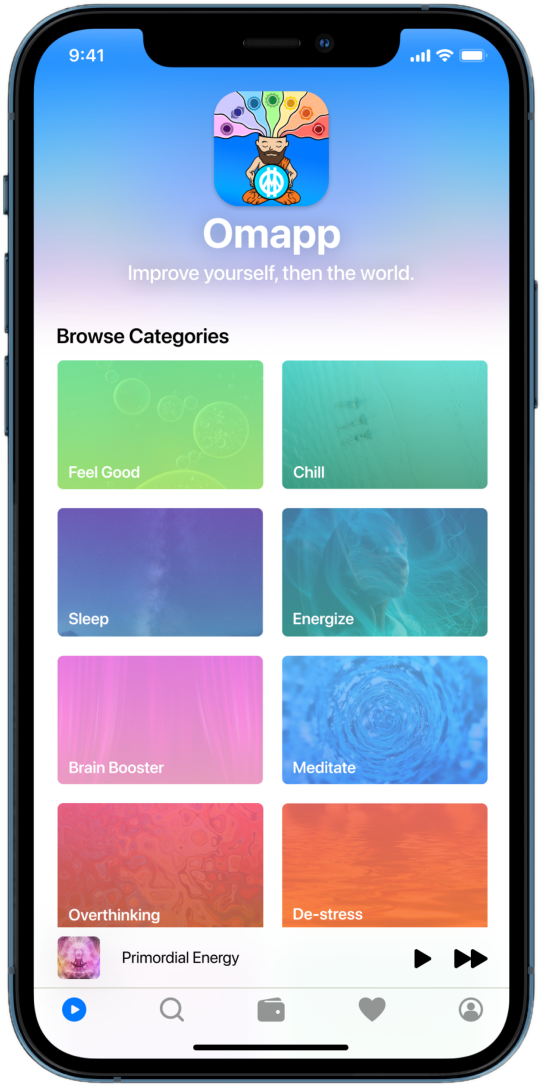 9:41
Omapp
Improve yourself, then the world.
Browse Categories
Feel Good
Chill
Sleep
Energize
Brain Booster
Meditate
Overthinking
De-stress
Primordial Energy